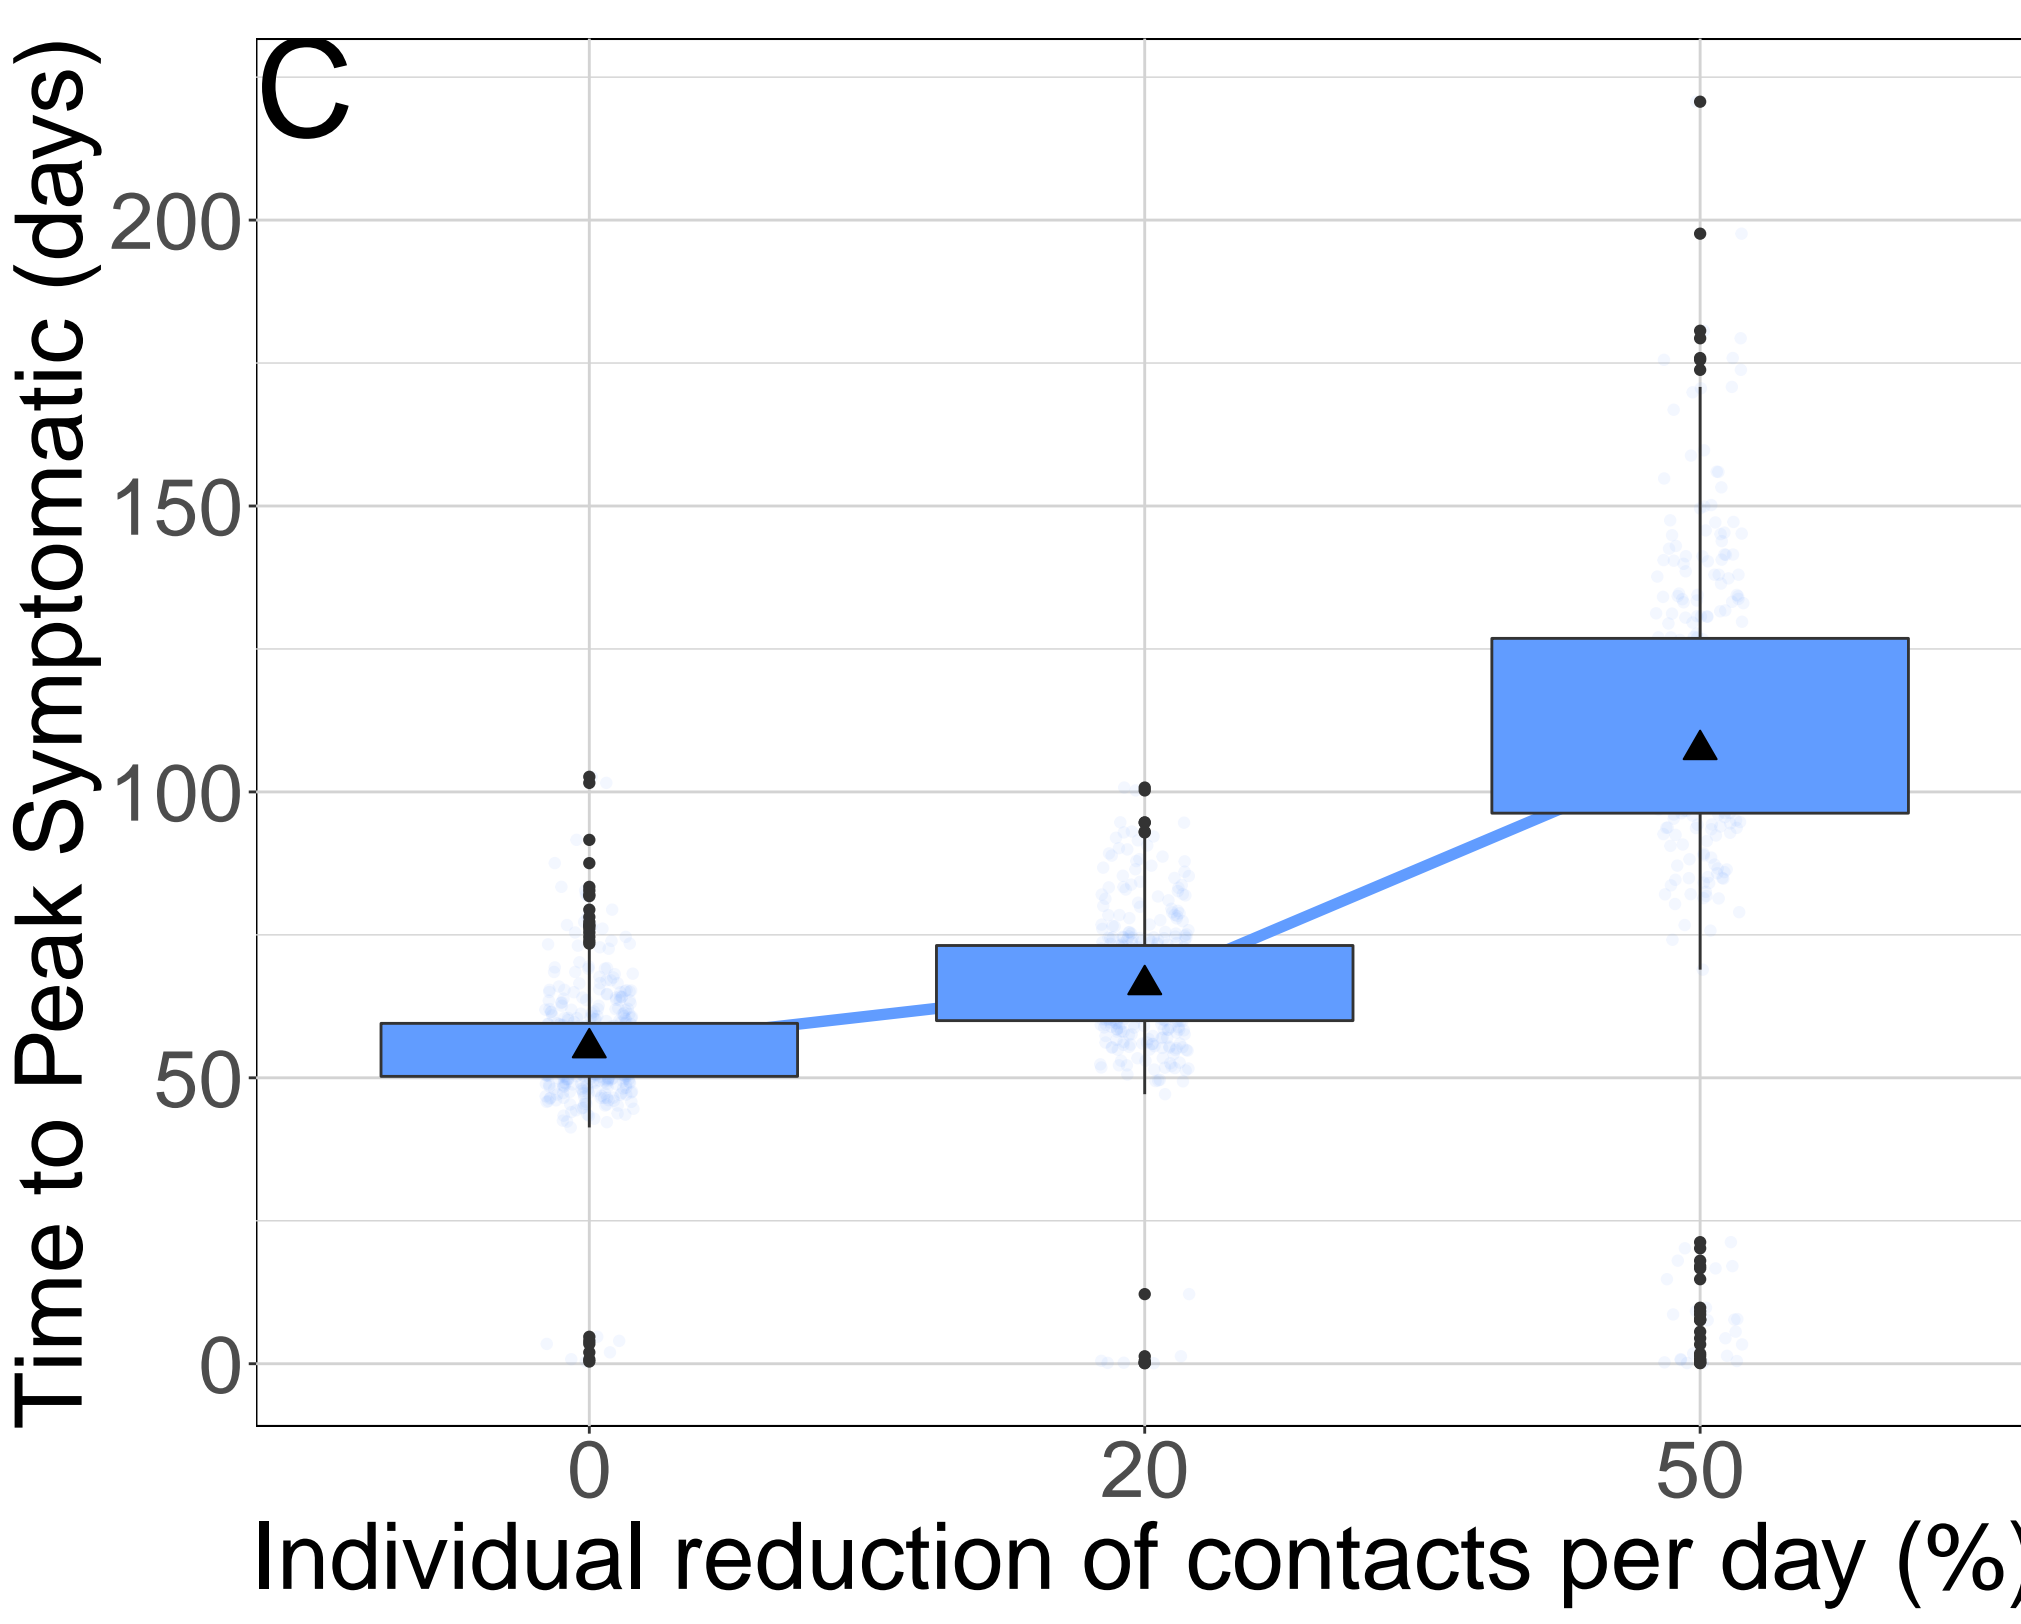 C
Time to Peak Symptomatic (days)
200
150
100
50
0
0 20 50
Individual reduction of contacts per day (%)